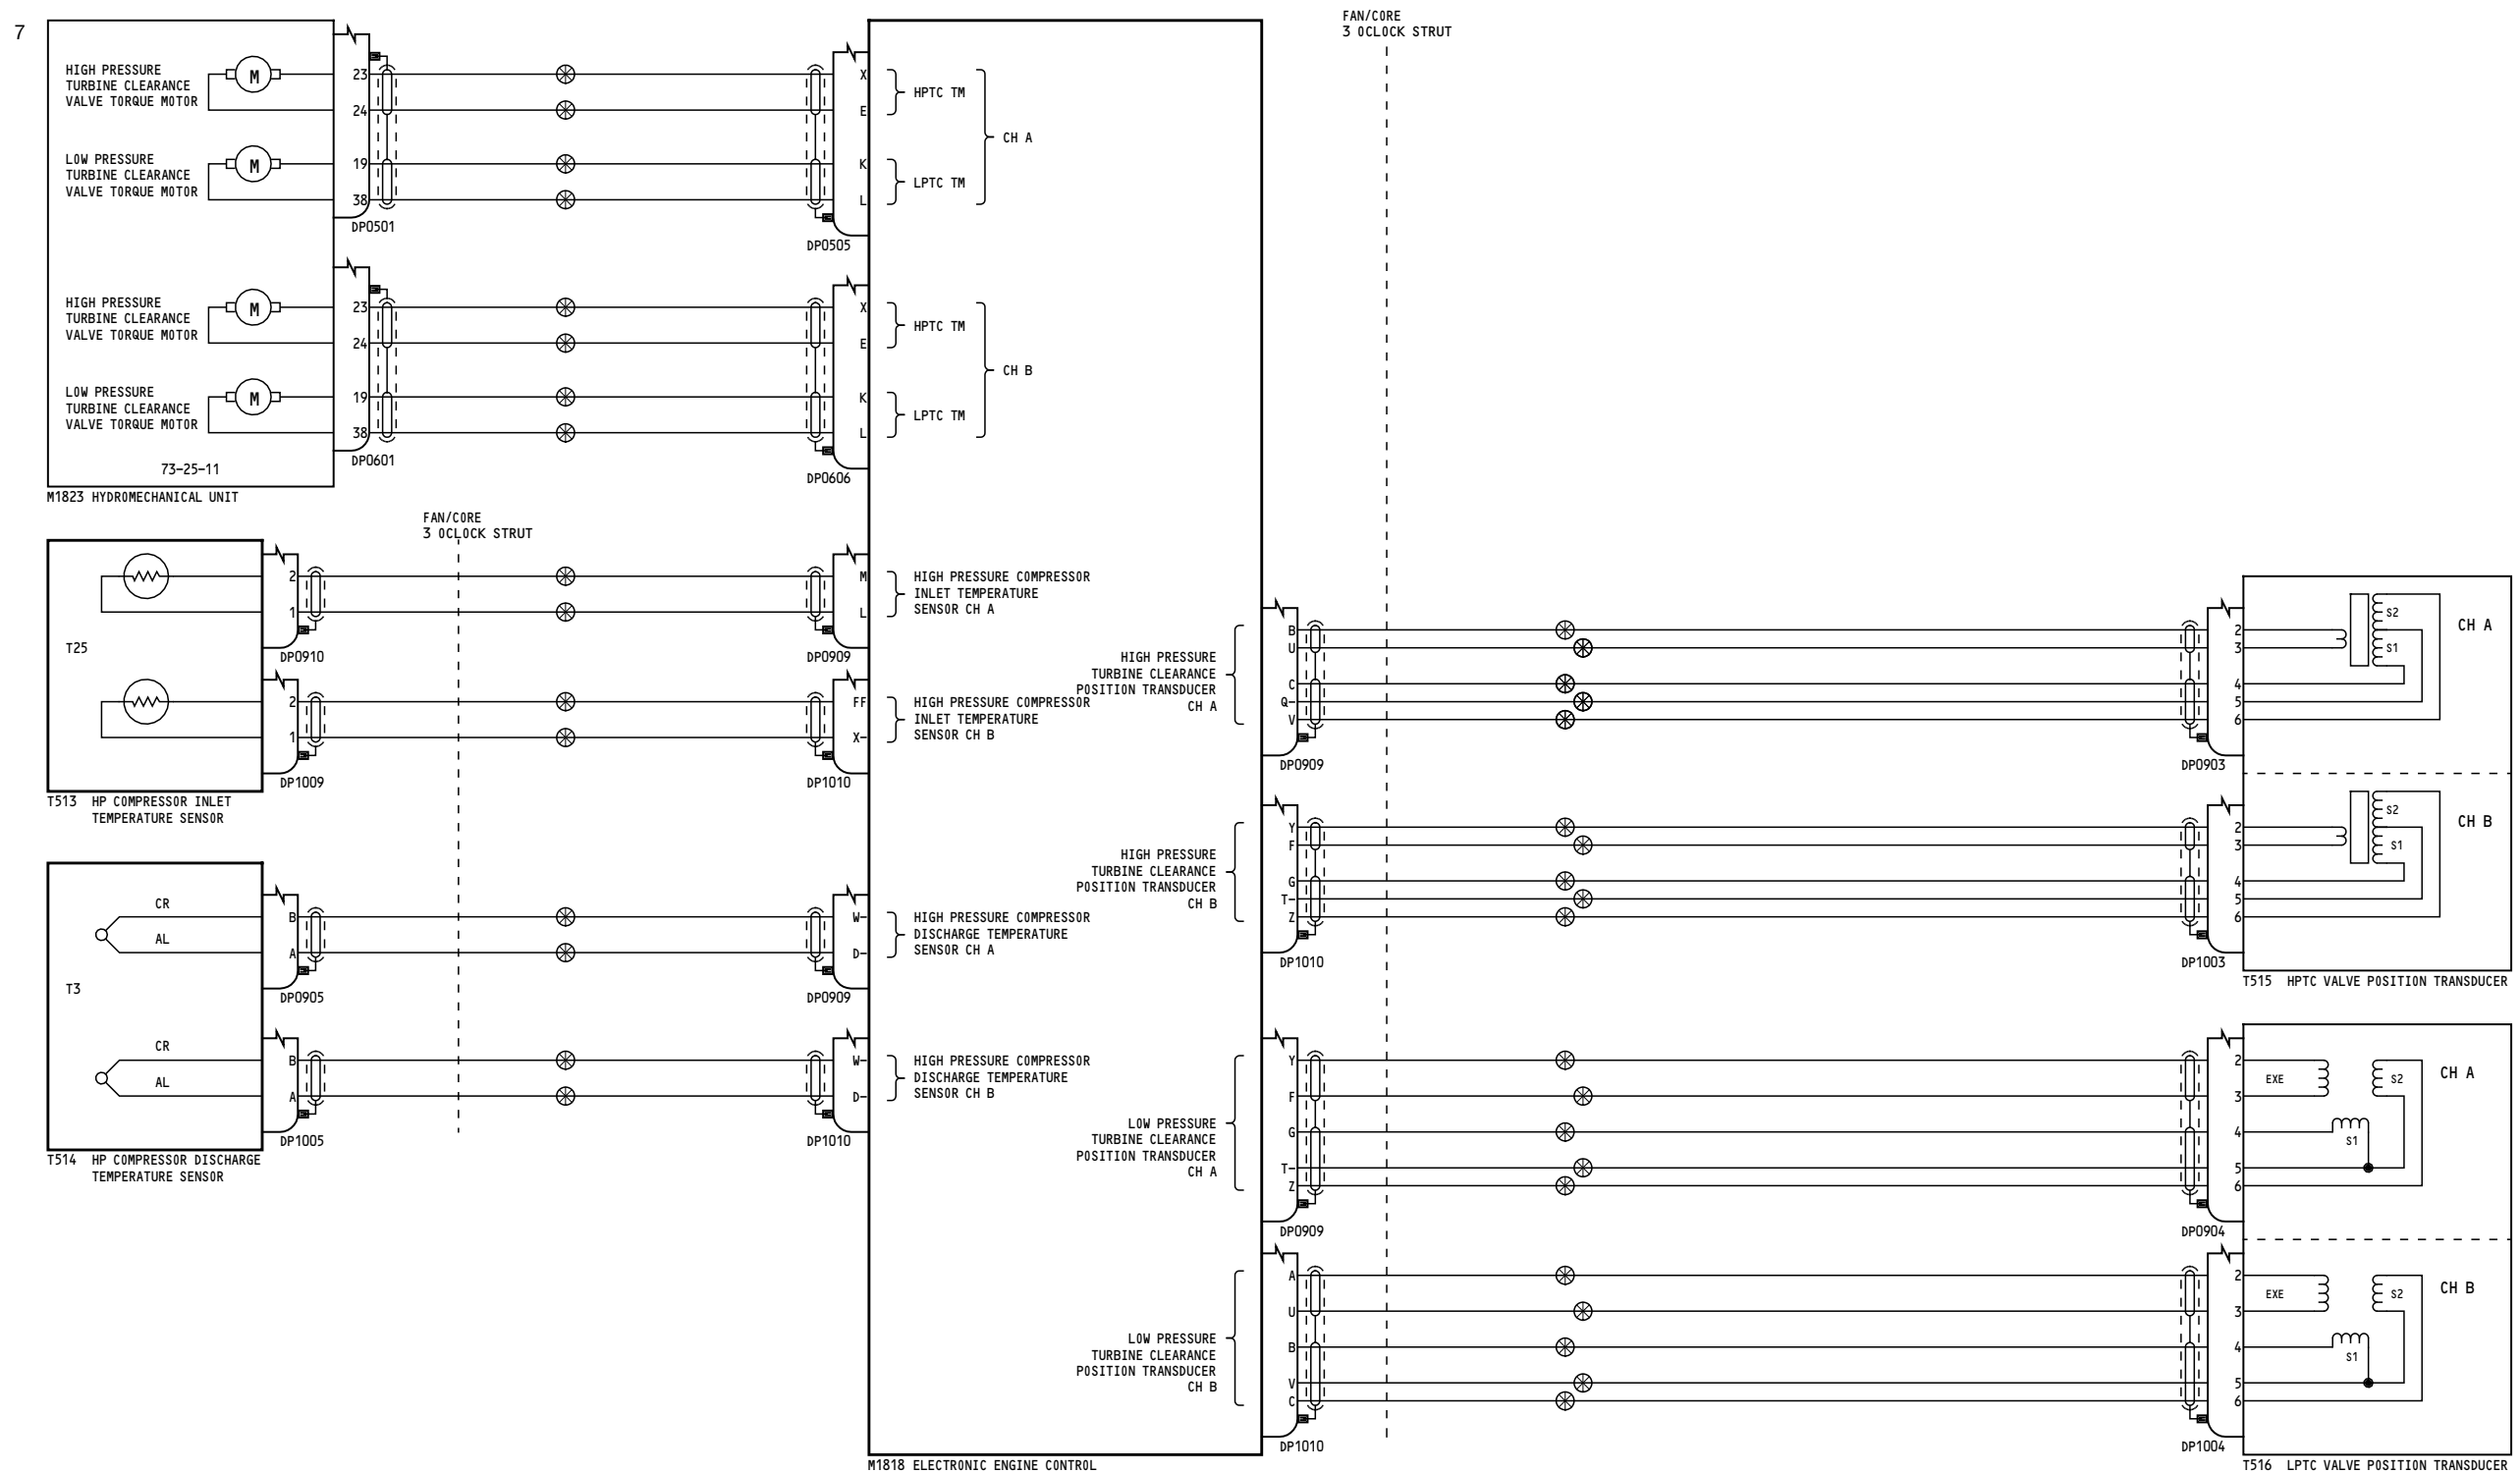 7
HIGH PRESSURE
TURBINE CLEARANCE
VALVE TORQUE MOTOR
M
23
24
LOW PRESSURE
TURBINE CLEARANCE
VALVE TORQUE MOTOR
M
19
38
DP0501
X
E
K
L
DP0505
HPTC TM
LPTC TM
CH A
HIGH PRESSURE
TURBINE CLEARANCE
VALVE TORQUE MOTOR
M
23
24
LOW PRESSURE
TURBINE CLEARANCE
VALVE TORQUE MOTOR
M
19
38
DP0601
X
E
K
L
DP0606
HPTC TM
LPTC TM
CH B
73-25-11
M1823 HYDROMECHANICAL UNIT
FAN/CORE
3 OCLOCK STRUT
T25
2
1
DP0910
M
L
DP0909
HIGH PRESSURE COMPRESSOR
INLET TEMPERATURE
SENSOR CH A
2
1
DP1009
FF
X-
DP1010
HIGH PRESSURE COMPRESSOR
INLET TEMPERATURE
SENSOR CH B
T513 HP COMPRESSOR INLET
TEMPERATURE SENSOR
CR
AL
T3
B
A
DP0905
W-
D-
DP0909
HIGH PRESSURE COMPRESSOR
DISCHARGE TEMPERATURE
SENSOR CH A
CR
AL
B
A
DP1005
W-
D-
DP1010
HIGH PRESSURE COMPRESSOR
DISCHARGE TEMPERATURE
SENSOR CH B
T514 HP COMPRESSOR DISCHARGE
TEMPERATURE SENSOR
M1818 ELECTRONIC ENGINE CONTROL
FAN/CORE
3 OCLOCK STRUT
HIGH PRESSURE
TURBINE CLEARANCE
POSITION TRANSDUCER
CH A
B
U
C
Q-
V
DP0909
2
3
4
5
6
DP0903
S2
S1
CH A
HIGH PRESSURE
TURBINE CLEARANCE
POSITION TRANSDUCER
CH B
Y
F
G
T-
Z
DP1010
2
3
4
5
6
DP1003
S2
S1
CH B
T515 HPTC VALVE POSITION TRANSDUCER
LOW PRESSURE
TURBINE CLEARANCE
POSITION TRANSDUCER
CH A
Y
F
G
T-
Z
DP0909
2
3
4
5
6
DP0904
EXE
S2
S1
CH A
LOW PRESSURE
TURBINE CLEARANCE
POSITION TRANSDUCER
CH B
A
U
B
V
C
DP1010
2
3
4
5
6
DP1004
EXE
S2
S1
CH B
T516 LPTC VALVE POSITION TRANSDUCER